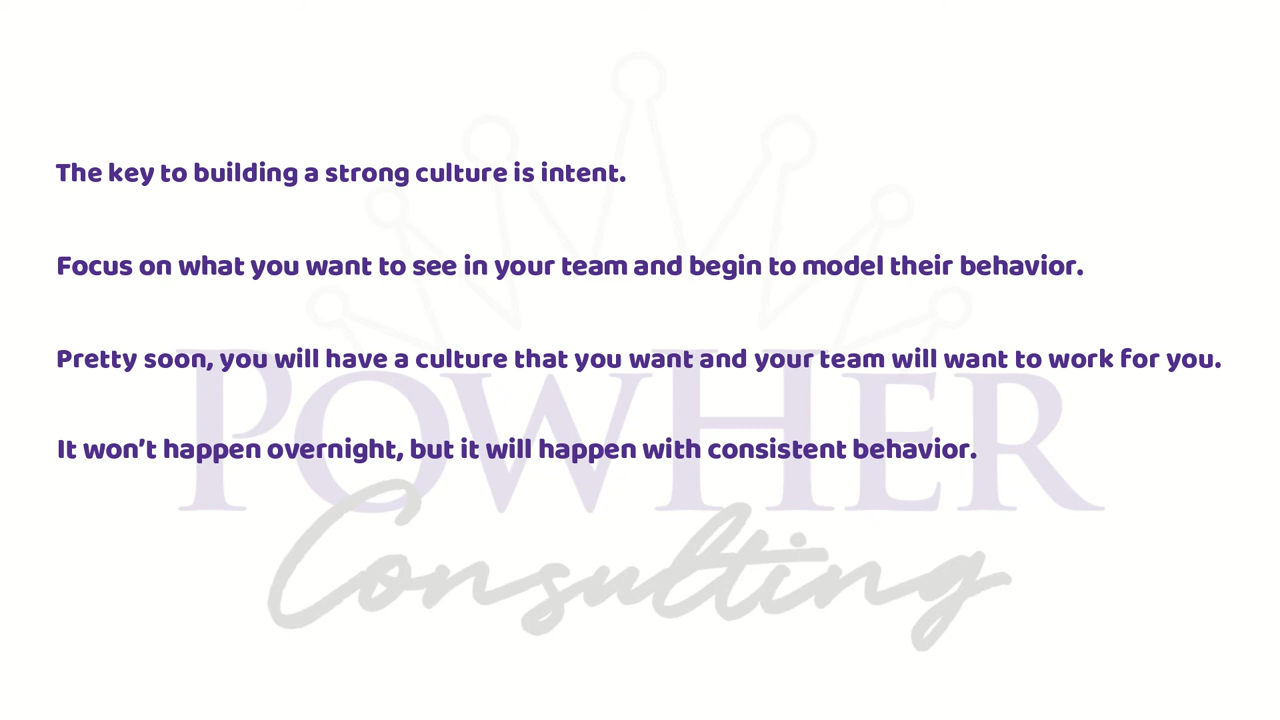 The key to building a strong culture is intent.
Focus on what you want to see in your team and begin to model their behavior.
Pretty soon, you will have a culture that you want and your team will want to work for you.
It won't happen overnight, but it will happen with consistent behavior.
POWHER
Consulting